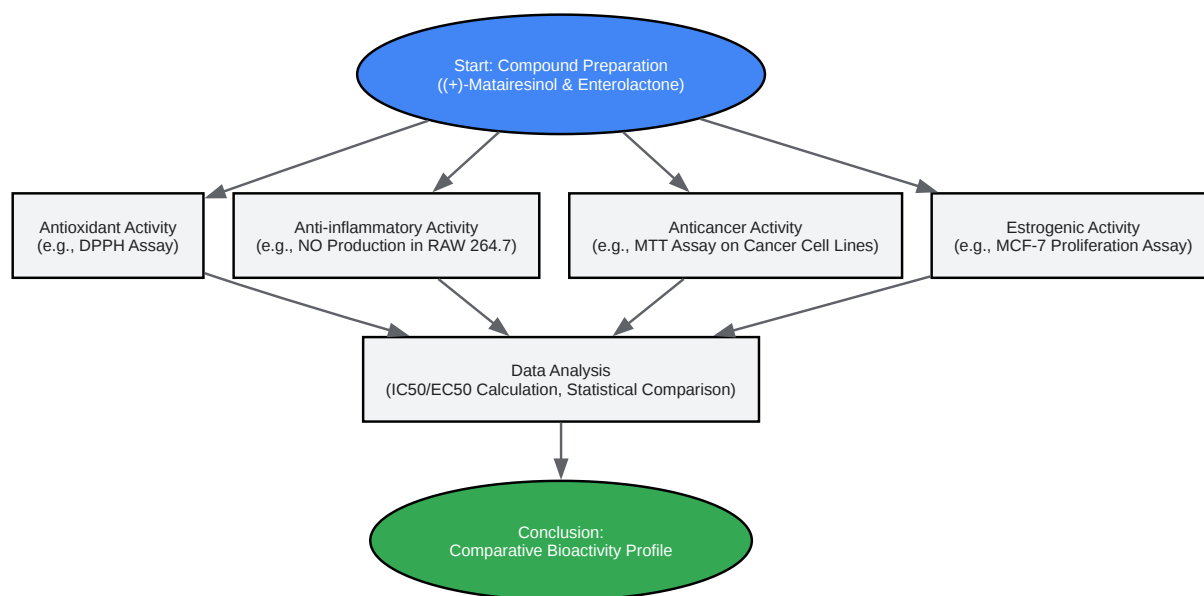 Start: Compound Preparation
((+)-Matairesinol & Enterolactone)
Antioxidant Activity
(e.g., DPPH Assay)
Anti-inflammatory Activity
(e.g., NO Production in RAW 264.7)
Anticancer Activity
(e.g., MTT Assay on Cancer Cell Lines)
Estrogenic Activity
(e.g., MCF-7 Proliferation Assay)
Data Analysis
(IC50/EC50 Calculation, Statistical Comparison)
Conclusion:
Comparative Bioactivity Profile